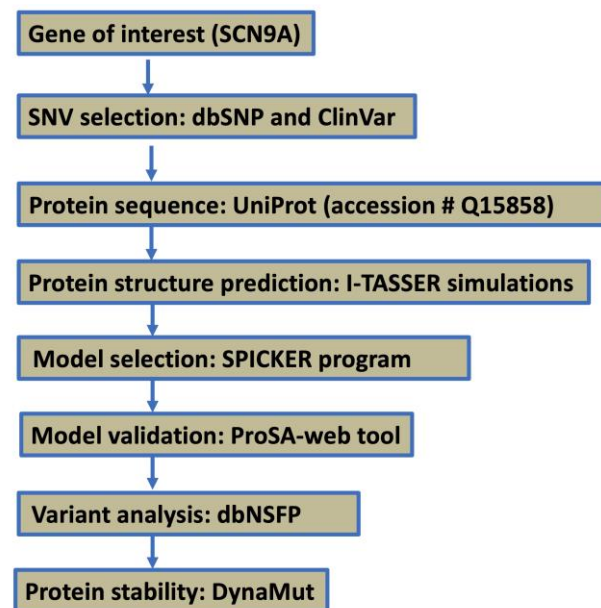 Gene of interest (SCN9A)
SNV selection: dbSNP and ClinVar
Protein sequence: UniProt (accession # Q15858)
Protein structure prediction: I-TASSER simulations
Model selection: SPICKER program
Model validation: ProSA-web tool
Variant analysis: dbNSFP
Protein stability: DynaMut